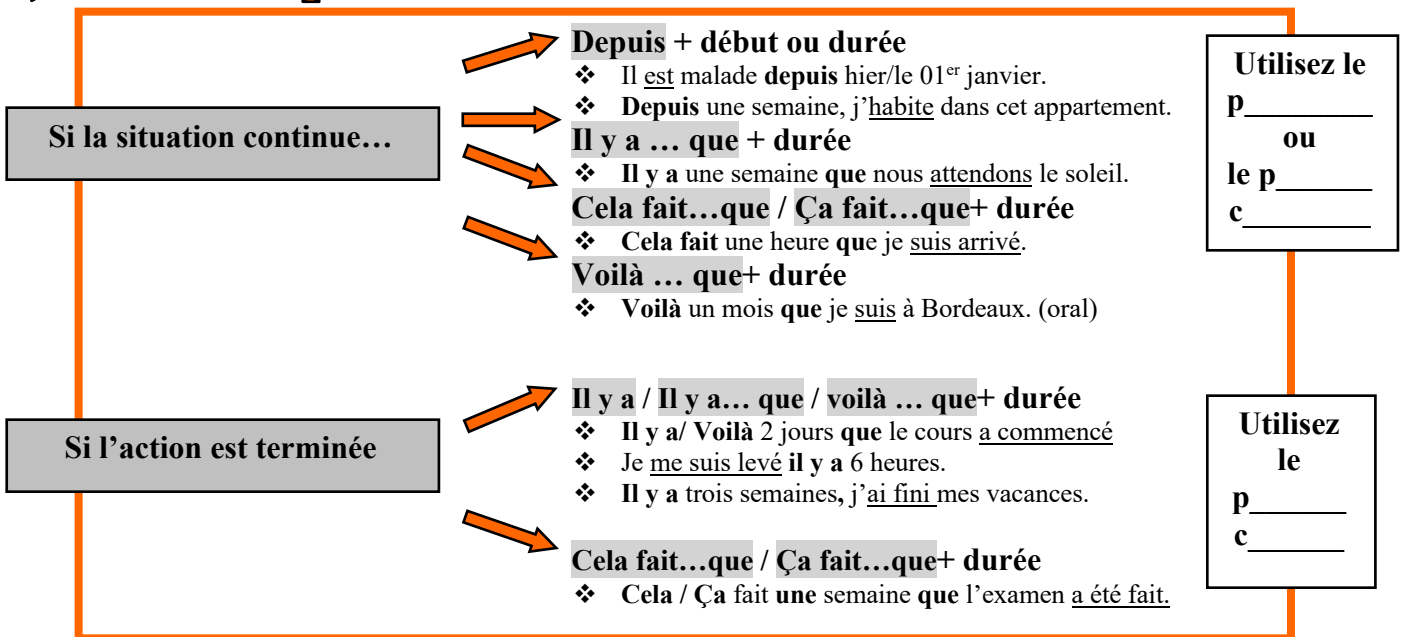 Depuis + début ou durée
❖ Il est malade depuis hier/le 01er janvier.
❖ Depuis une semaine, j’habite dans cet appartement.
Si la situation continue…
Il y a … que + durée
❖ Il y a une semaine que nous attendons le soleil.
Cela fait…que / Ça fait…que+ durée
❖ Cela fait une heure que je suis arrivé.
Voilà … que+ durée
❖ Voilà un mois que je suis à Bordeaux. (oral)
Utilisez le
p________
ou
le p______
c________
Il y a / Il y a… que / voilà … que+ durée
❖ Il y a/ Voilà 2 jours que le cours a commencé
Si l’action est terminée
❖ Je me suis levé il y a 6 heures.
❖ Il y a trois semaines, j’ai fini mes vacances.
Cela fait…que / Ça fait…que+ durée
❖ Cela / Ça fait une semaine que l’examen a été fait.
Utilisez
le
p______
c______